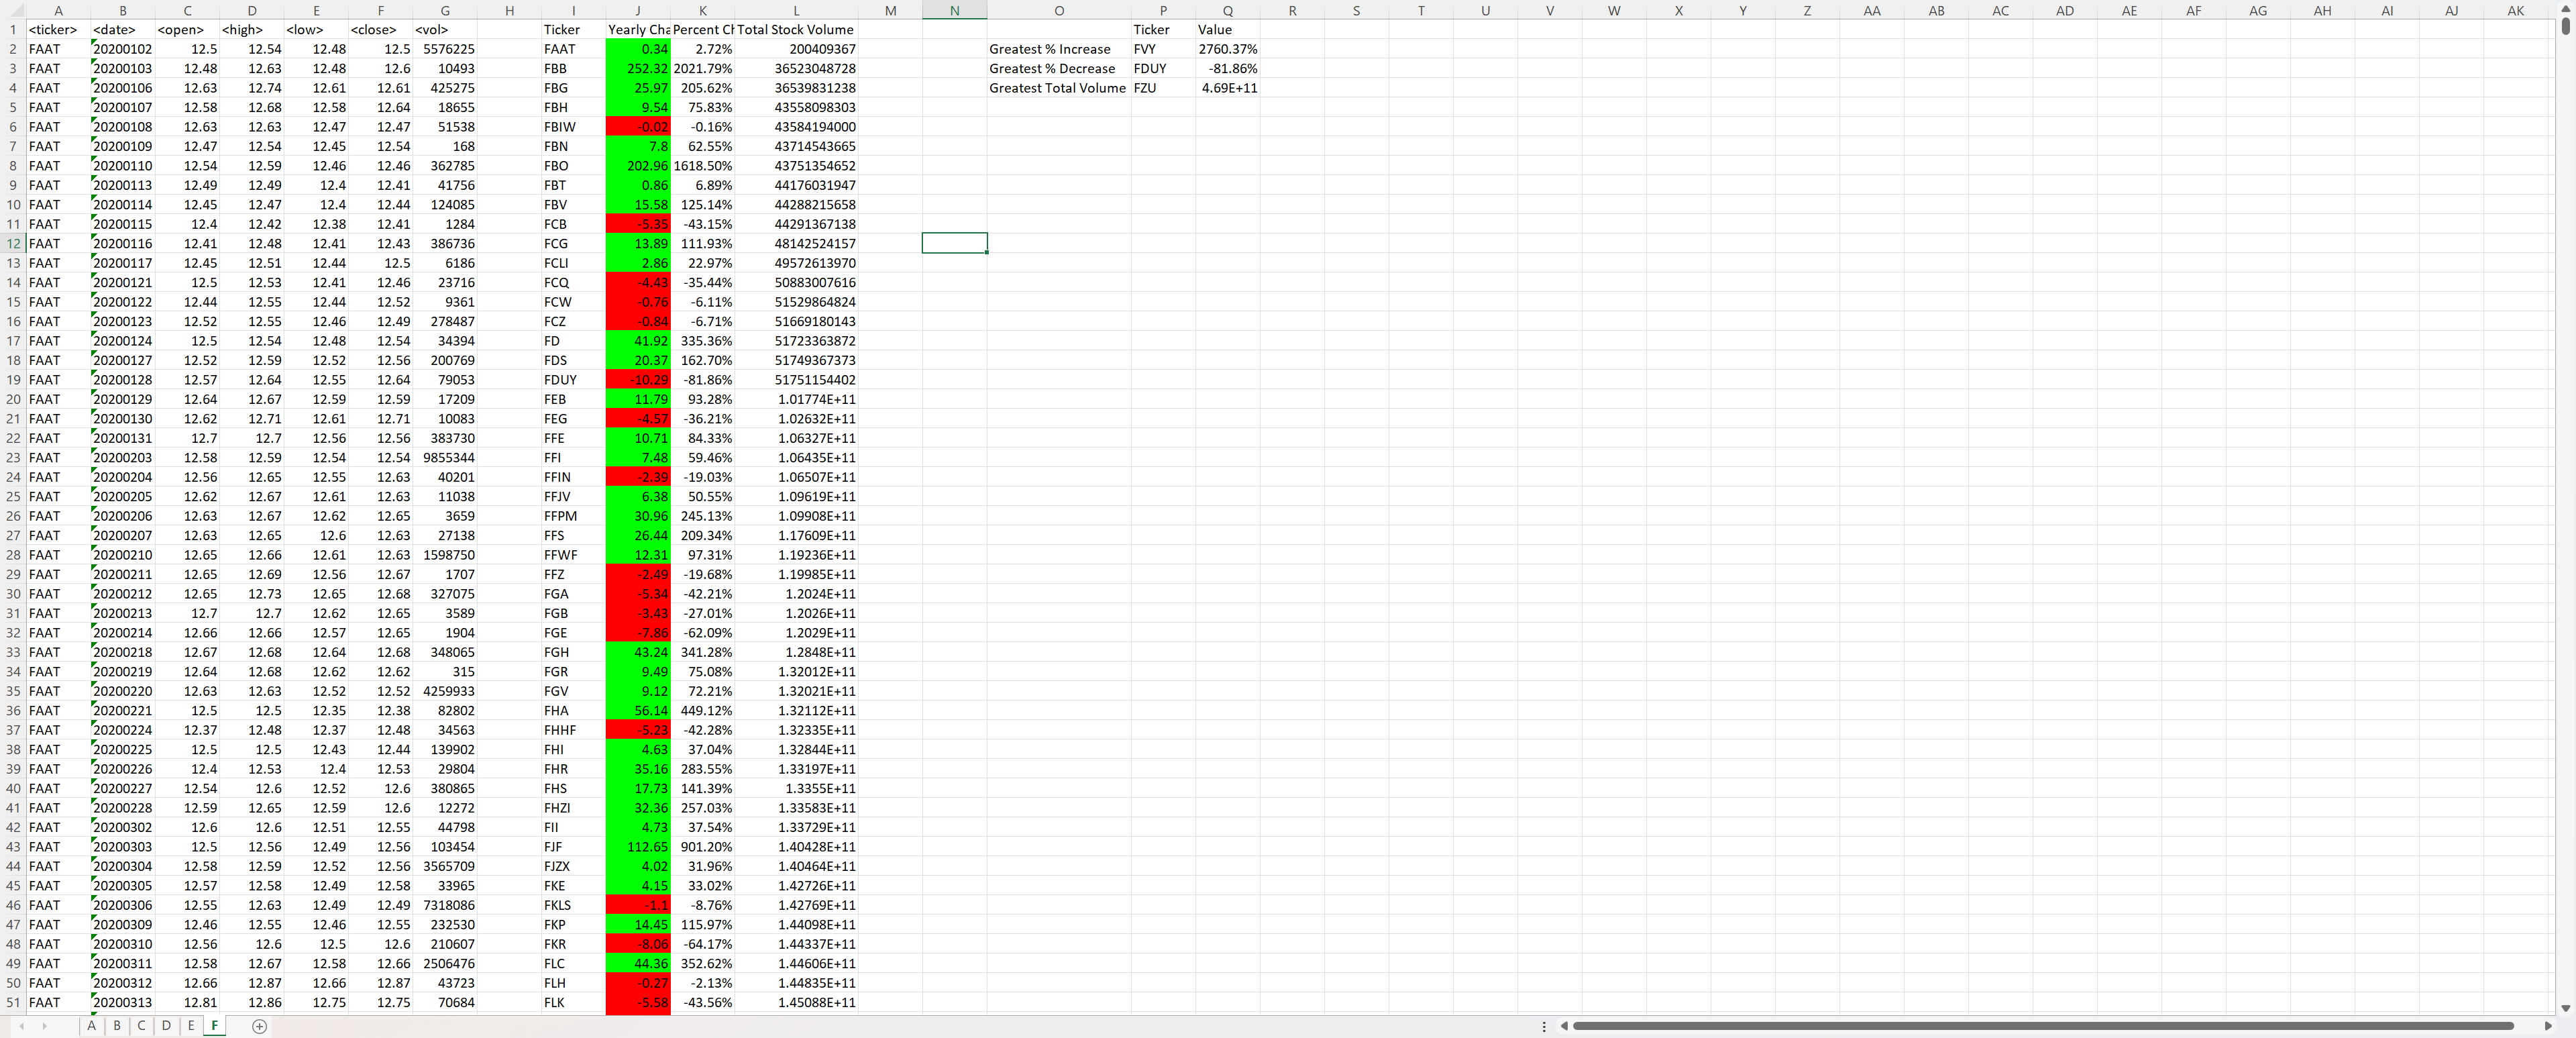 A B C D E F G H I J K L M N O P Q R S T U V W X Y Z AA AB AC AD AE AF AG AH AI AJ AK
1 <ticker> <date> <open> <high> <low> <close> <vol> Ticker Yearly Cha Percent Ch Total Stock Volume Ticker Value
2 FAAT 20200102 12.5 12.54 12.48 12.5 5576225 FAAT 0.34 2.72% 200409367 Greatest % Increase FVY 2760.37%
3 FAAT 20200103 12.48 12.63 12.48 12.6 10493 FBB 252.32 2021.79% 36523048728 Greatest % Decrease FDUY -81.86%
4 FAAT 20200106 12.63 12.74 12.61 12.61 425275 FBG 25.97 205.62% 36539831238 Greatest Total Volume FZU 4.69E+11
5 FAAT 20200107 12.58 12.68 12.58 12.64 18655 FBH 9.54 75.83% 43558098303
6 FAAT 20200108 12.63 12.63 12.47 12.47 51538 FBIW -0.02 -0.16% 43584194000
7 FAAT 20200109 12.47 12.54 12.45 12.54 168 FBN 7.8 62.55% 43714543665
8 FAAT 20200110 12.54 12.59 12.46 12.46 362785 FBO 202.96 1618.50% 43751354652
9 FAAT 20200113 12.49 12.49 12.4 12.41 41756 FBT 0.86 6.89% 44176031947
10 FAAT 20200114 12.45 12.47 12.4 12.44 124085 FBV 15.58 125.14% 44288215658
11 FAAT 20200115 12.4 12.42 12.38 12.41 1284 FCB -5.35 -43.15% 44291367138
12 FAAT 20200116 12.41 12.48 12.41 12.43 386736 FCG 13.89 111.93% 48142524157
13 FAAT 20200117 12.45 12.51 12.44 12.5 6186 FCLI 2.86 22.97% 49572613970
14 FAAT 20200121 12.5 12.53 12.41 12.46 23716 FCQ -4.43 -35.44% 50883007616
15 FAAT 20200122 12.44 12.55 12.44 12.52 9361 FCW -0.76 -6.11% 51529864824
16 FAAT 20200123 12.52 12.55 12.46 12.49 278487 FCZ -0.84 -6.71% 51669180143
17 FAAT 20200124 12.5 12.54 12.48 12.54 34394 FD 41.92 335.36% 51723363872
18 FAAT 20200127 12.52 12.59 12.52 12.56 200769 FDS 20.37 162.70% 51749367373
19 FAAT 20200128 12.57 12.64 12.55 12.64 79053 FDUY -10.29 -81.86% 51751154402
20 FAAT 20200129 12.64 12.67 12.59 12.59 17209 FEB 11.79 93.28% 1.01774E+11
21 FAAT 20200130 12.62 12.71 12.61 12.71 10083 FEG -4.57 -36.21% 1.02632E+11
22 FAAT 20200131 12.7 12.7 12.56 12.56 383730 FFE 10.71 84.33% 1.06327E+11
23 FAAT 20200203 12.58 12.59 12.54 12.54 9855344 FFI 7.48 59.46% 1.06435E+11
24 FAAT 20200204 12.56 12.65 12.55 12.63 40201 FFIN -2.39 -19.03% 1.06507E+11
25 FAAT 20200205 12.62 12.67 12.61 12.63 11038 FFJV 6.38 50.55% 1.09619E+11
26 FAAT 20200206 12.63 12.67 12.62 12.65 3659 FFPM 30.96 245.13% 1.09908E+11
27 FAAT 20200207 12.63 12.65 12.6 12.63 27138 FFS 26.44 209.34% 1.17609E+11
28 FAAT 20200210 12.65 12.66 12.61 12.63 1598750 FFWF 12.31 97.31% 1.19236E+11
29 FAAT 20200211 12.65 12.69 12.56 12.67 1707 FFZ -2.49 -19.68% 1.19985E+11
30 FAAT 20200212 12.65 12.73 12.65 12.68 327075 FGA -5.34 -42.21% 1.2024E+11
31 FAAT 20200213 12.7 12.7 12.62 12.65 3589 FGB -3.43 -27.01% 1.2026E+11
32 FAAT 20200214 12.66 12.66 12.57 12.65 1904 FGE -7.86 -62.09% 1.2029E+11
33 FAAT 20200218 12.67 12.68 12.64 12.68 348065 FGH 43.24 341.28% 1.2848E+11
34 FAAT 20200219 12.64 12.68 12.62 12.62 315 FGR 9.49 75.08% 1.32012E+11
35 FAAT 20200220 12.63 12.63 12.52 12.52 4259933 FGV 9.12 72.21% 1.32021E+11
36 FAAT 20200221 12.5 12.5 12.35 12.38 82802 FHA 56.14 449.12% 1.32112E+11
37 FAAT 20200224 12.37 12.48 12.37 12.48 34563 FHHF -5.23 -42.28% 1.32335E+11
38 FAAT 20200225 12.5 12.5 12.43 12.44 139902 FHI 4.63 37.04% 1.32844E+11
39 FAAT 20200226 12.4 12.53 12.4 12.53 29804 FHR 35.16 283.55% 1.33197E+11
40 FAAT 20200227 12.54 12.6 12.52 12.6 380865 FHS 17.73 141.39% 1.3355E+11
41 FAAT 20200228 12.59 12.65 12.59 12.6 12272 FHZI 32.36 257.03% 1.33583E+11
42 FAAT 20200302 12.6 12.6 12.51 12.55 44798 FII 4.73 37.54% 1.33729E+11
43 FAAT 20200303 12.5 12.56 12.49 12.56 103454 FJF 112.65 901.20% 1.40428E+11
44 FAAT 20200304 12.58 12.59 12.52 12.56 3565709 FJZX 4.02 31.96% 1.40464E+11
45 FAAT 20200305 12.57 12.58 12.49 12.58 33965 FKE 4.15 33.02% 1.42726E+11
46 FAAT 20200306 12.55 12.63 12.49 12.49 7318086 FKLS -1.1 -8.76% 1.42769E+11
47 FAAT 20200309 12.46 12.55 12.46 12.55 232530 FKP 14.45 115.97% 1.44098E+11
48 FAAT 20200310 12.56 12.6 12.5 12.6 210607 FKR -8.06 -64.17% 1.44337E+11
49 FAAT 20200311 12.58 12.67 12.58 12.66 2506476 FLC 44.36 352.62% 1.44606E+11
50 FAAT 20200312 12.66 12.87 12.66 12.87 43723 FLH -0.27 -2.13% 1.44835E+11
51 FAAT 20200313 12.81 12.86 12.75 12.75 70684 FLK -5.58 -43.56% 1.45088E+11
A B C D E F